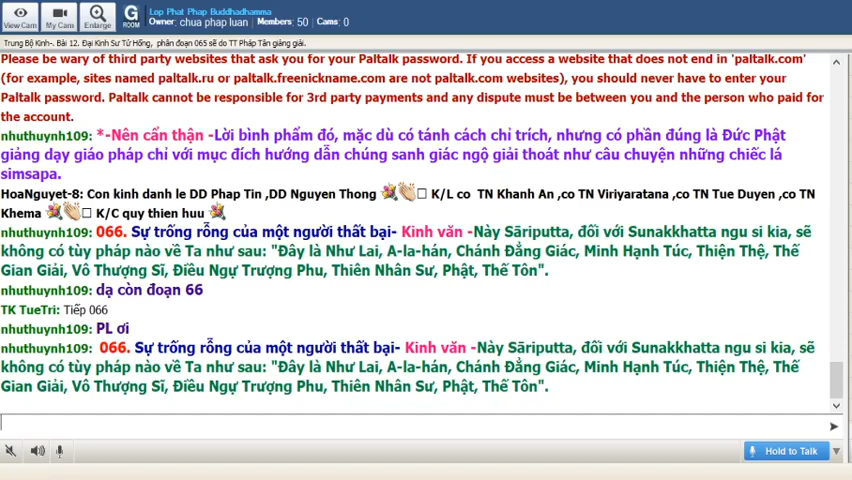 Lop Phat Phap Buddhadhamma
Owner: chua phap luan   Members: 50   Cams: 0
View Cam
My Cam
Enlarge
G
ROOM
Trung Bộ Kinh-. Bài 12. Đại Kinh Sư Tử Hống,  phân đoạn 065 sẽ do TT Pháp Tân giảng giải.
Please be wary of third party websites that ask you for your Paltalk password. If you access a website that does not end in 'paltalk.com'
(for example, sites named paltalk.ru or paltalk.freenickname.com are not paltalk.com websites), you should never have to enter your
Paltalk password. Paltalk cannot be responsible for 3rd party payments and any dispute must be between you and the person who paid for
the account.
nhuthuynh109: *-Nên cẩn thận -Lời bình phẩm đó, mặc dù có tánh cách chỉ trích, nhưng có phần đúng là Đức Phật
giảng dạy giáo pháp chỉ với mục đích hướng dẫn chúng sanh giác ngộ giải thoát như câu chuyện những chiếc lá
simsapa.
HoaNguyet-8: Con kinh danh le DD Phap Tin ,DD Nguyen Thong 💐👏 K/L co  TN Khanh An ,co TN Viriyaratana ,co TN Tue Duyen ,co TN
Khema 💐👏 K/C quy thien huu 💐
nhuthuynh109: 066. Sự trống rỗng của một người thất bại- Kinh văn -Này Sāriputta, đối với Sunakkhatta ngu si kia, sẽ
không có tùy pháp nào về Ta như sau: "Đây là Như Lai, A-la-hán, Chánh Đẳng Giác, Minh Hạnh Túc, Thiện Thệ, Thế
Gian Giải, Vô Thượng Sĩ, Điều Ngự Trượng Phu, Thiên Nhân Sư, Phật, Thế Tôn".
nhuthuynh109: dạ còn đoạn 66
TK TueTri: Tiếp 066
nhuthuynh109: PL ơi
nhuthuynh109:  066. Sự trống rỗng của một người thất bại- Kinh văn -Này Sāriputta, đối với Sunakkhatta ngu si kia, sẽ
không có tùy pháp nào về Ta như sau: "Đây là Như Lai, A-la-hán, Chánh Đẳng Giác, Minh Hạnh Túc, Thiện Thệ, Thế
Gian Giải, Vô Thượng Sĩ, Điều Ngự Trượng Phu, Thiên Nhân Sư, Phật, Thế Tôn".
Hold to Talk